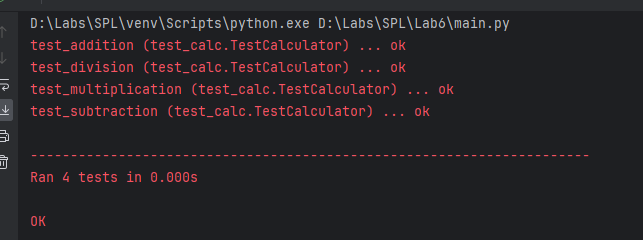 D:\Labs\SPL\venv\Scripts\python.exe D:\Labs\SPL\Lab6\main.py
test_addition (test_calc.TestCalculator) ... ok
test_division (test_calc.TestCalculator) ... ok
test_multiplication (test_calc.TestCalculator) ... ok
test_subtraction (test_calc.TestCalculator) ... ok
----------------------------------------------------------------------
Ran 4 tests in 0.000s
OK